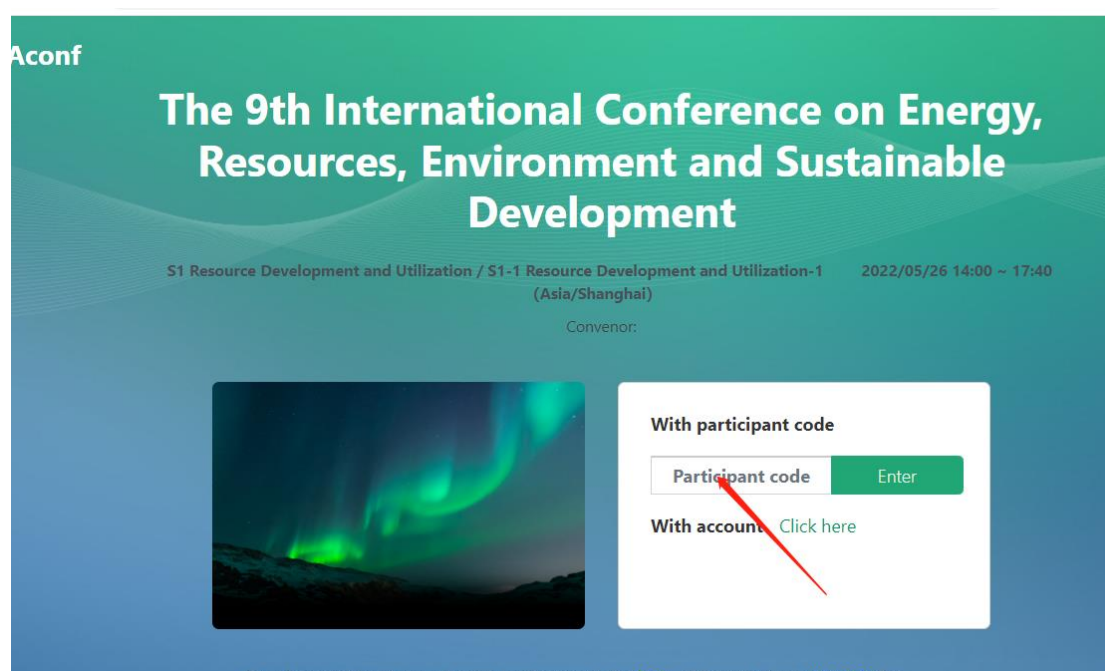 Aconf
The 9th International Conference on Energy,
Resources, Environment and Sustainable
Development
S1 Resource Development and Utilization / S1-1 Resource Development and Utilization-1 2022/05/26 14:00 ~ 17:40
(Asia/Shanghai)
Convenor:
With participant code
Participant code Enter
With account Click here